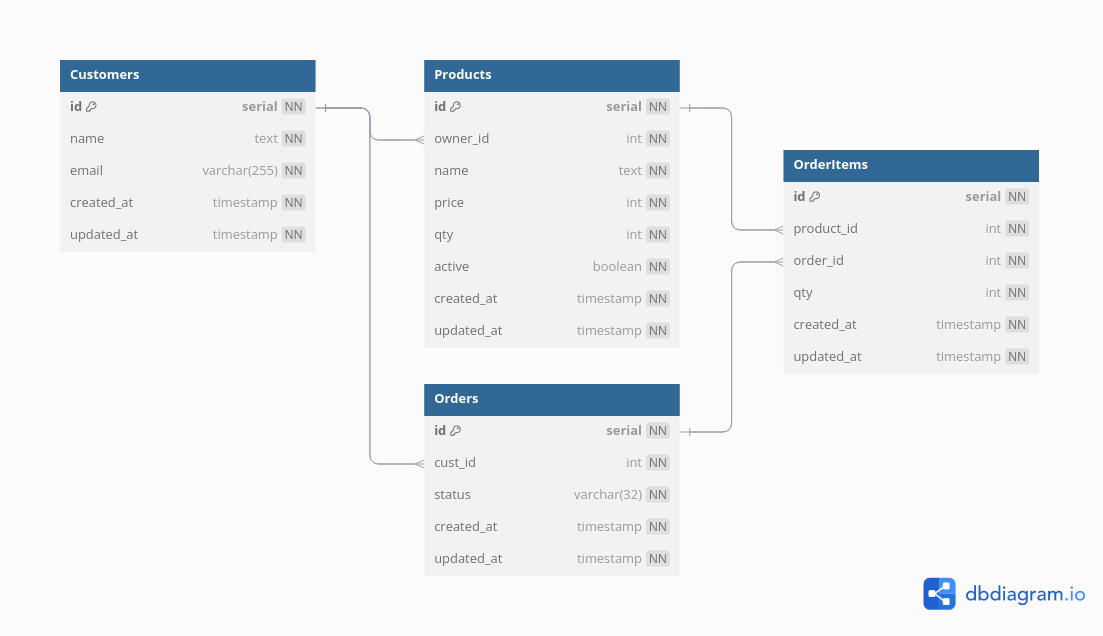 Customers
id serial NN
name text NN
email varchar(255) NN
created_at timestamp NN
updated_at timestamp NN
Products
id serial NN
owner_id int NN
name text NN
price int NN
qty int NN
active boolean NN
created_at timestamp NN
updated_at timestamp NN
OrderItems
id serial NN
product_id int NN
order_id int NN
qty int NN
created_at timestamp NN
updated_at timestamp NN
Orders
id serial NN
cust_id int NN
status varchar(32) NN
created_at timestamp NN
updated_at timestamp NN
dbdiagram.io